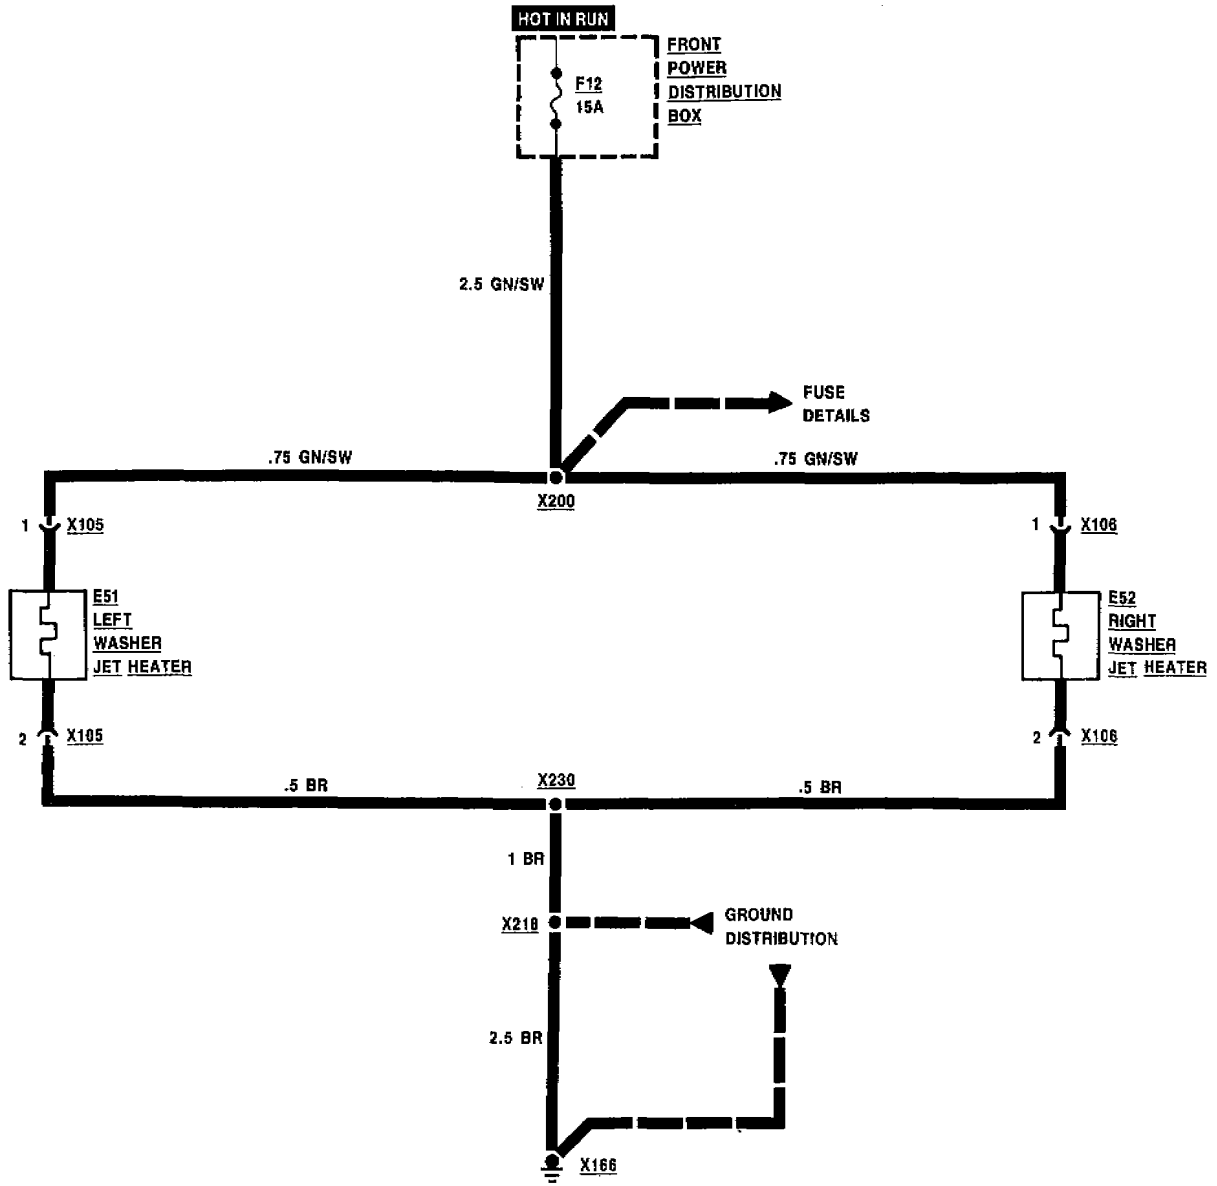 HOT IN RUN
FRONT
POWER
DISTRIBUTION
BOX
F12
15A
2.5 GN/SW
FUSE
DETAILS
.75 GN/SW
.75 GN/SW
X200
1 X105
1 X106
E51
LEFT
WASHER
JET HEATER
E52
RIGHT
WASHER
JET HEATER
2 X105
2 X106
.5 BR
X230
.5 BR
1 BR
X218
GROUND
DISTRIBUTION
2.5 BR
X166